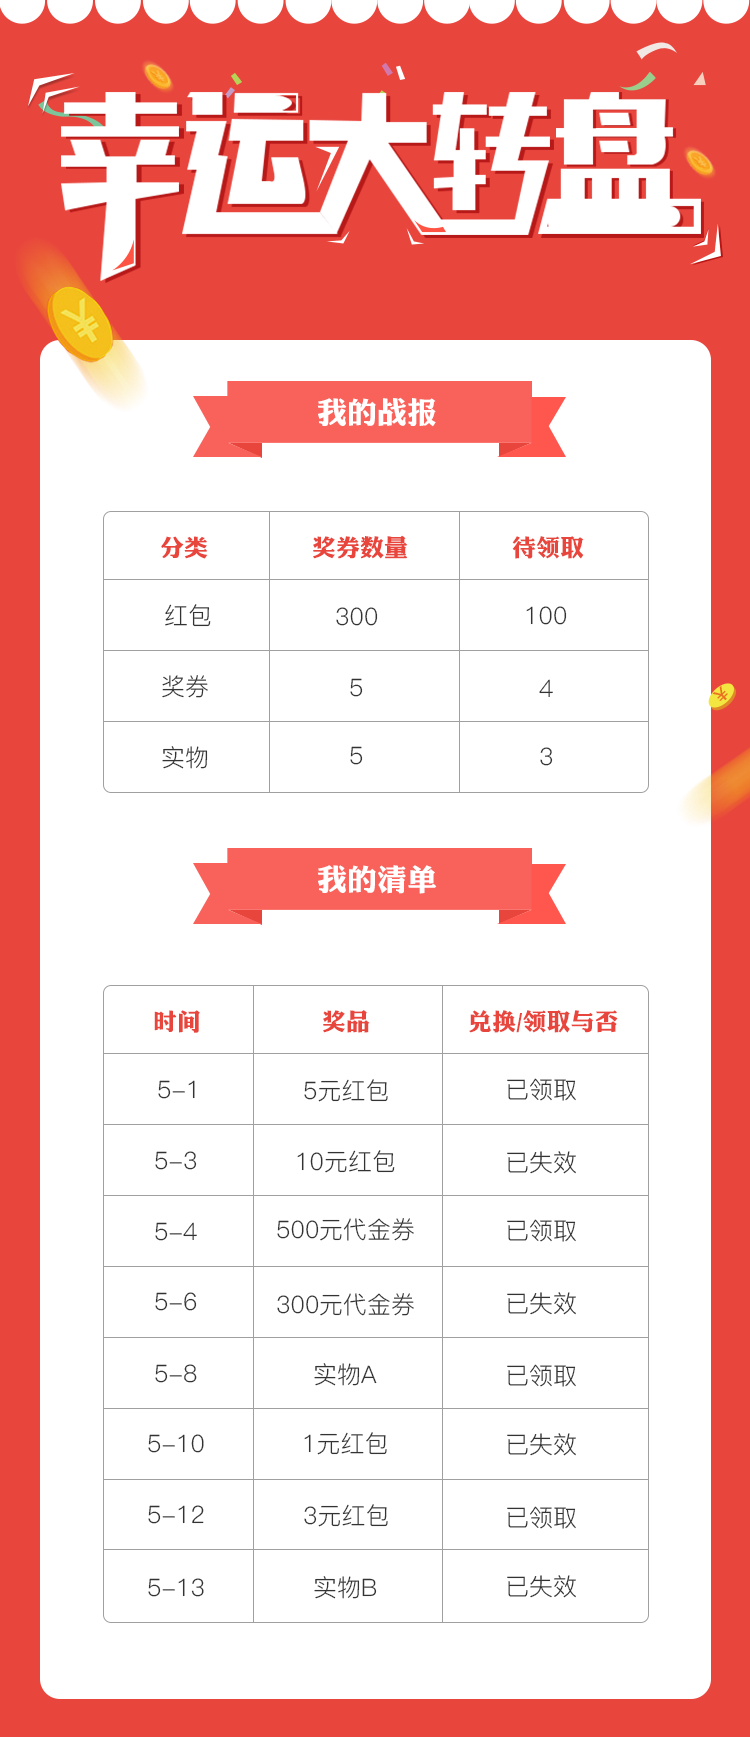 幸运大转盘
我的战报
分类 奖券数量 待领取
红包 300 100
奖券 5 4
实物 5 3
我的清单
时间 奖品 兑换/领取与否
5-1 5元红包 已领取
5-3 10元红包 已失效
5-4 500元代金券 已领取
5-6 300元代金券 已失效
5-8 实物A 已领取
5-10 1元红包 已失效
5-12 3元红包 已领取
5-13 实物B 已失效